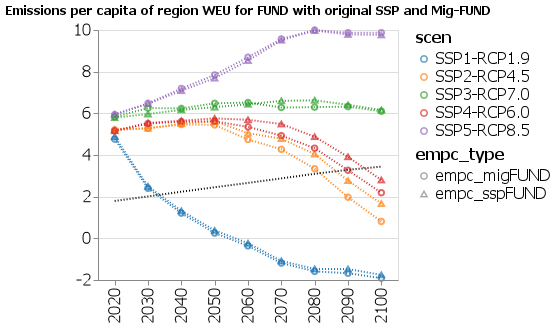 Emissions per capita of region WEU for FUND with original SSP and Mig-FUND
10
8
6
4
2
0
-2
2020
2030
2040
2050
2060
2070
2080
2090
2100
scen
SSP1-RCP1.9
SSP2-RCP4.5
SSP3-RCP7.0
SSP4-RCP6.0
SSP5-RCP8.5
empc_type
empc_migFUND
empc_sspFUND